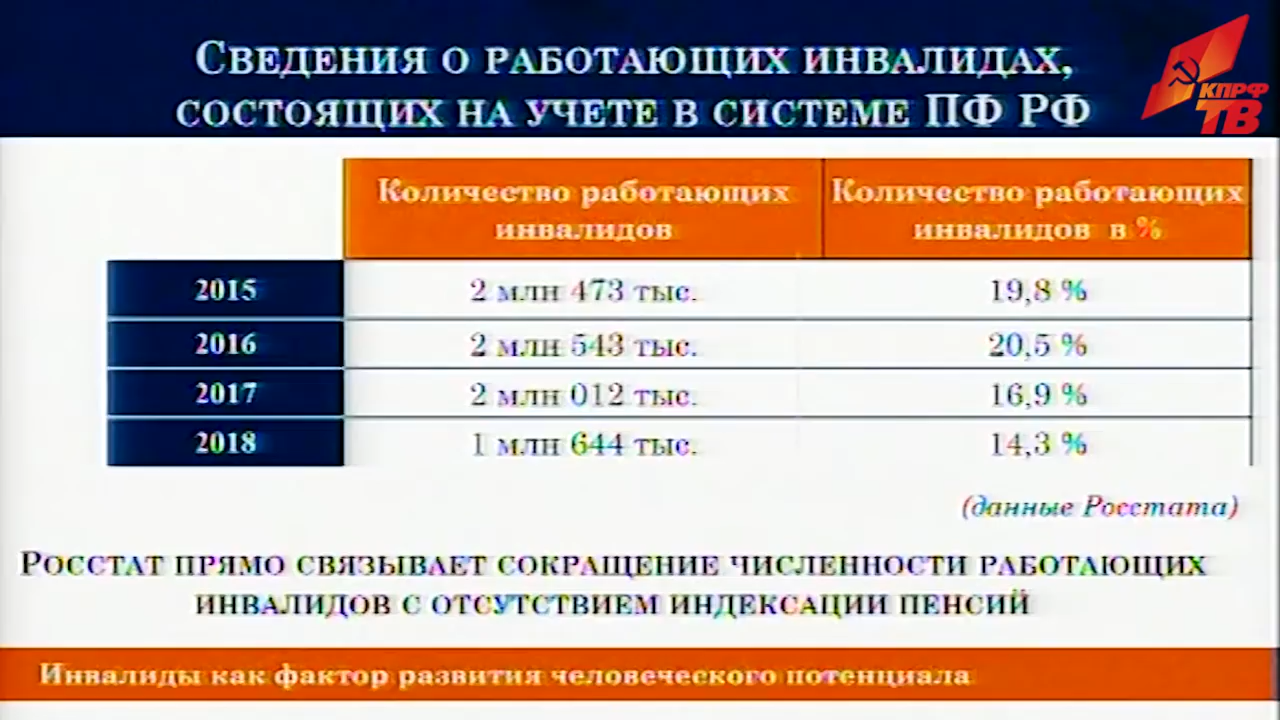 СВЕДЕНИЯ О РАБОТАЮЩИХ ИНВАЛИДАХ,
СОСТОЯЩИХ НА УЧЕТЕ В СИСТЕМЕ ПФ РФ
КПРФ
ТВ
Количество работающих
инвалидов
Количество работающих
инвалидов в %
2015 2 млн 473 тыс. 19,8 %
2016 2 млн 543 тыс. 20,5 %
2017 2 млн 012 тыс. 16,9 %
2018 1 млн 644 тыс. 14,3 %
(данные Росстата)
РОССТАТ ПРЯМО СВЯЗЫВАЕТ СОКРАЩЕНИЕ ЧИСЛЕННОСТИ РАБОТАЮЩИХ
ИНВАЛИДОВ С ОТСУТСТВИЕМ ИНДЕКСАЦИИ ПЕНСИЙ
Инвалиды как фактор развития человеческого потенциала